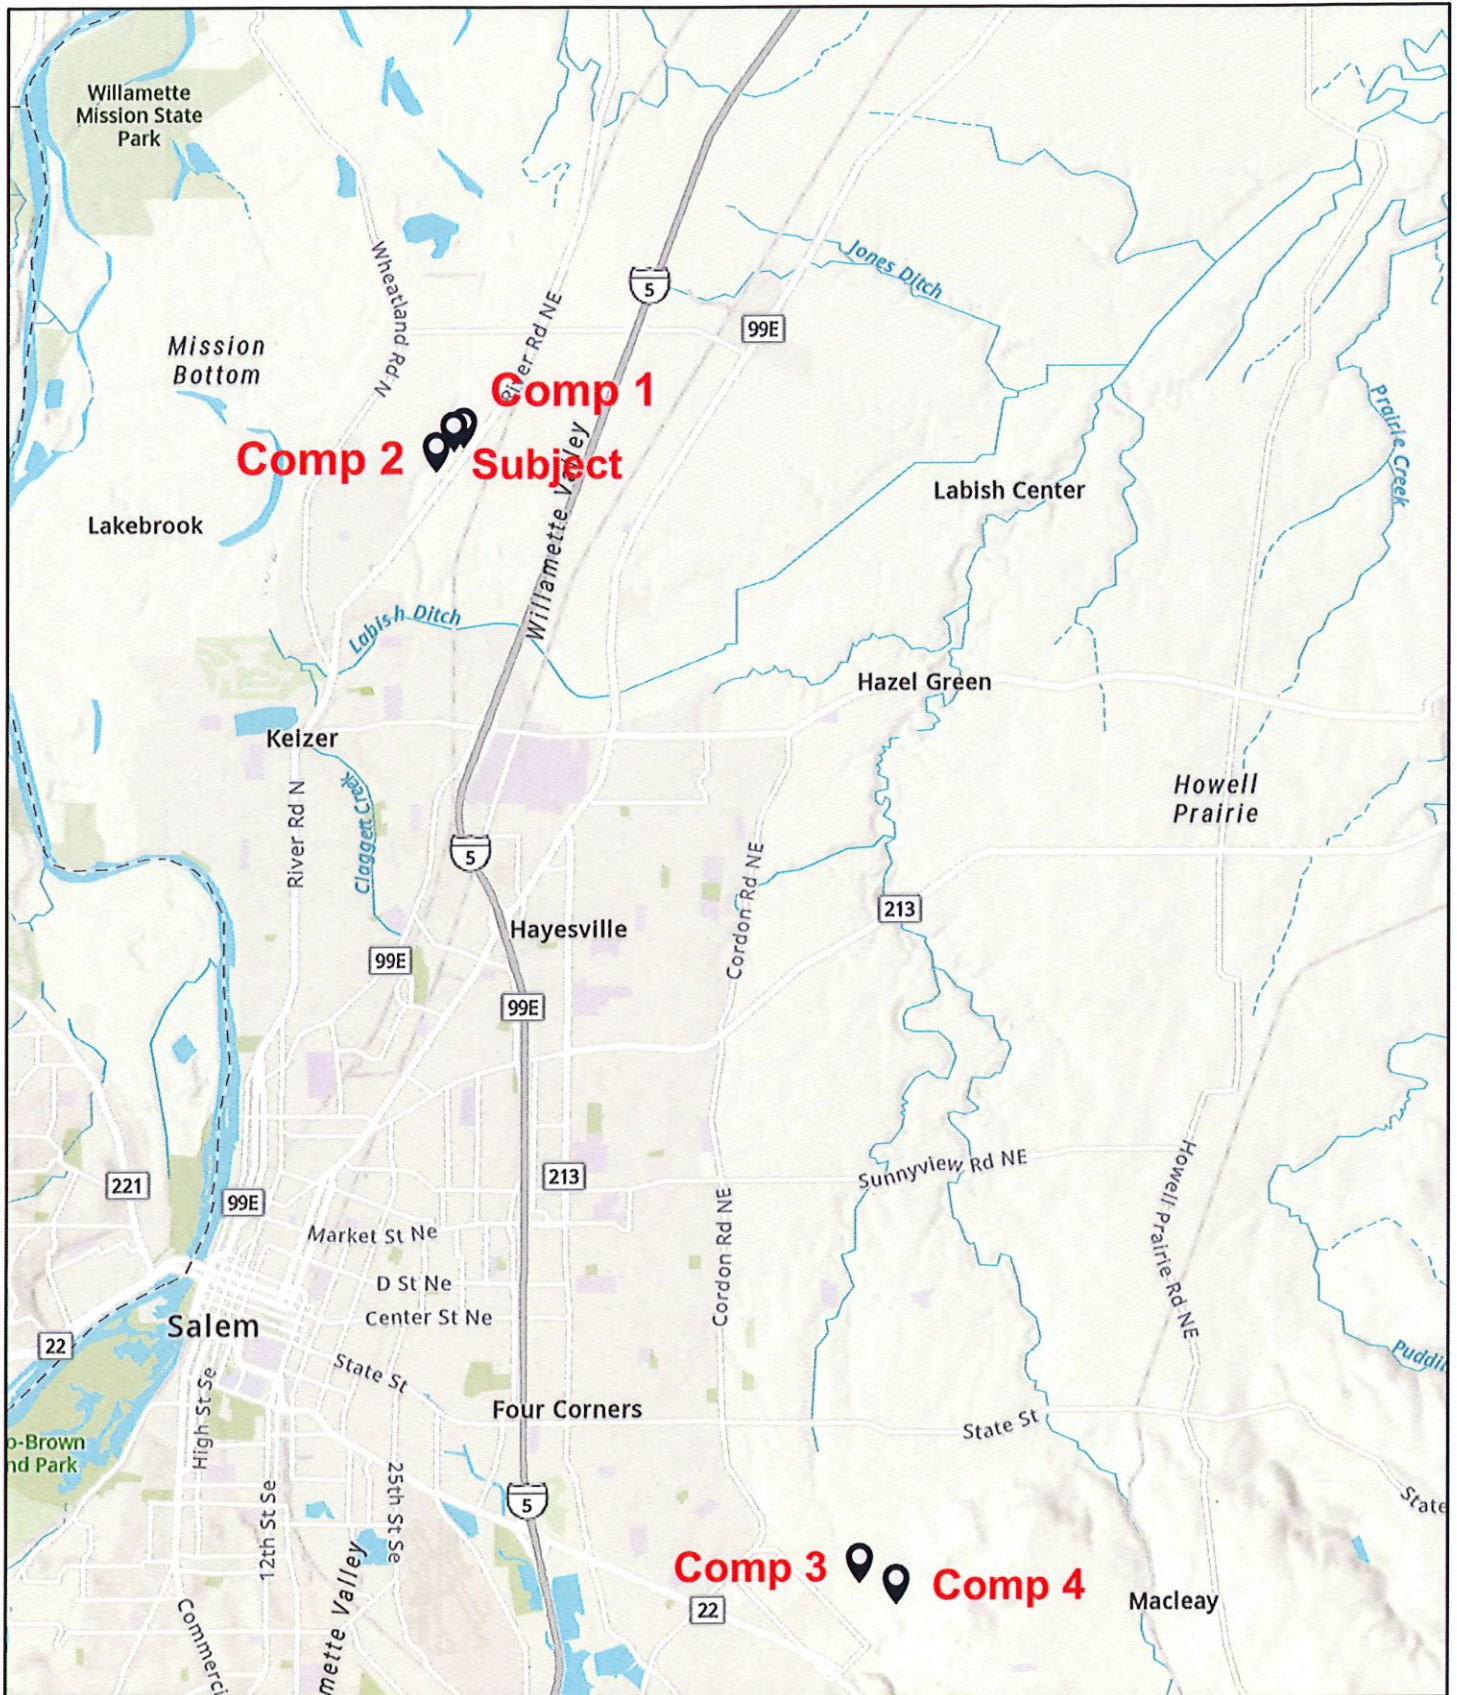 Willamette
Mission State
Park
Wheatland Rd N
Jones Ditch
5
River Rd NE
99E
Mission
Bottom
Comp 1
Prairie Creek
Comp 2
Subject
Willamette Valley
Labish Center
Lakebrook
Labish Ditch
Hazel Green
Keizer
Howell
Prairie
River Rd N
Claggett Creek
5
Cordon Rd NE
213
Hayesville
99E
99E
Sunnyview Rd NE
213
221
99E
Howell Prairie Rd NE
Cordon Rd NE
Market St Ne
D St Ne
Center St Ne
Salem
22
State St
High St Se
Four Corners
State St
o-Brown
nd Park
25th St Se
12th St Se
5
State
Comp 3
Comp 4
22
Macleay
Commerci
mette Valley